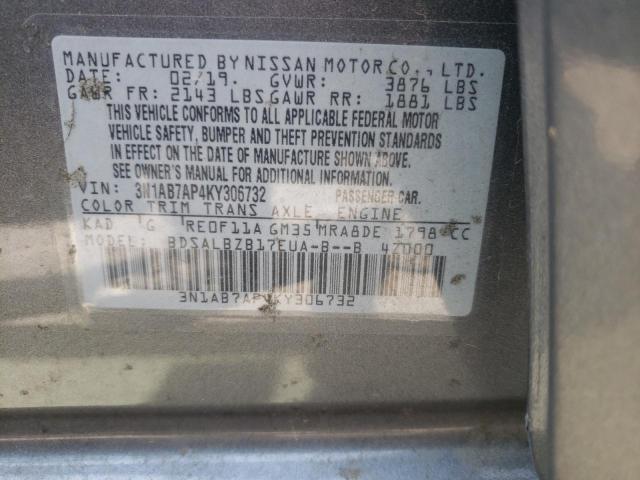 MANUFACTURED BY NISSAN MOTOR CO., LTD.
DATE: 02/19. GVWR: 3876 LBS
GAWR FR: 2143 LBS GAWR RR: 1881 LBS
THIS VEHICLE CONFORMS TO ALL APPLICABLE FEDERAL MOTOR
VEHICLE SAFETY, BUMPER AND THEFT PREVENTION STANDARDS
IN EFFECT ON THE DATE OF MANUFACTURE SHOWN ABOVE.
SEE OWNER'S MANUAL FOR ADDITIONAL INFORMATION.
VIN: 3N1AB7AP4KY306732 PASSENGER CAR
COLOR TRIM TRANS AXLE ENGINE
KAD G RE0F11A GM35 MRA8DE 1798 CC
MODEL BDSALBZB17EUA-B--B 47000
3N1AB7AP4KY306732